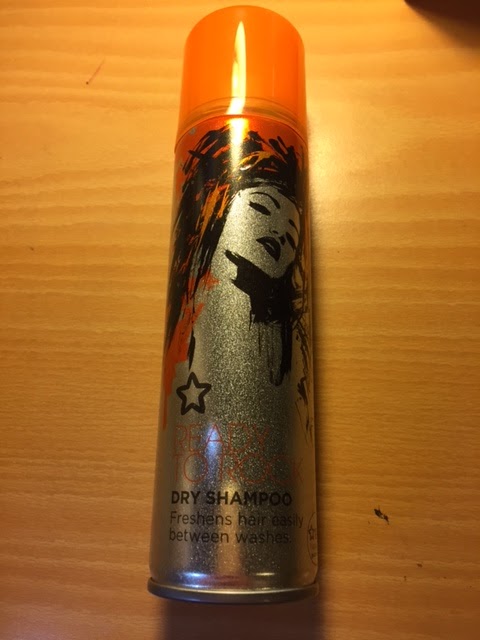 READY
TO ROCK
DRY SHAMPOO
Freshens hair easily
between washes.